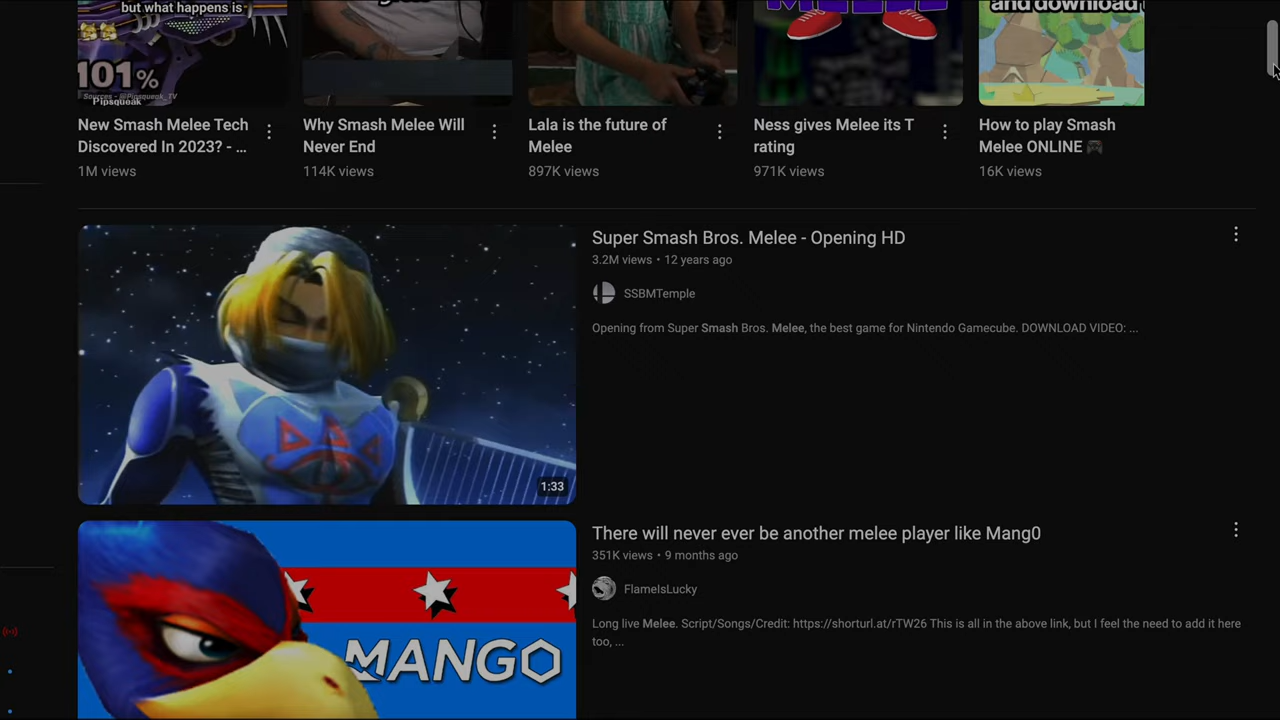 but what happens is
and download
101%
Sources - @Pipsqueak_TV
Pipsqueak
New Smash Melee Tech
Discovered In 2023? - ...
1M views
Why Smash Melee Will
Never End
114K views
Lala is the future of
Melee
897K views
Ness gives Melee its T
rating
971K views
How to play Smash
Melee ONLINE 🎮
16K views
Super Smash Bros. Melee - Opening HD
3.2M views • 12 years ago
SSBMTemple
Opening from Super Smash Bros. Melee, the best game for Nintendo Gamecube. DOWNLOAD VIDEO: ...
1:33
There will never ever be another melee player like Mang0
351K views • 9 months ago
FlameIsLucky
Long live Melee. Script/Songs/Credit: https://shorturl.at/rTW26 This is all in the above link, but I feel the need to add it here
too, ...
MANGO